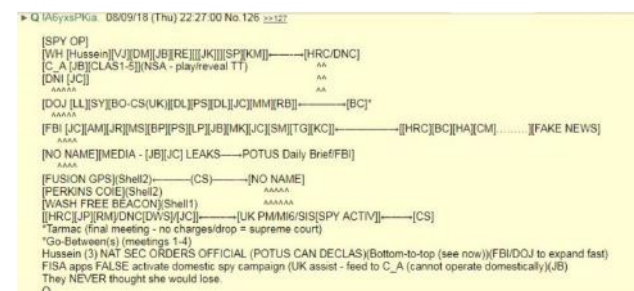 ▶ Q !A6yxsPKia. 08/09/18 (Thu) 22:27:00 No.126 >>127
[SPY OP]
[WH [Hussein][VJ][DM][JB][RE][[[JK]]][SP][KM]]←-----→[HRC/DNC]
[C_A [JB][CLAS1-5]](NSA - play/reveal TT) ^^
[DNI [JC]] ^^
^^^^^ ^^
[DOJ [LL][SY][BO-CS(UK)[DL][PS][DL][JC][MM][RB]]←-----------→[BC]*
^^^^^
[FBI [JC][AM][JR][MS][BP][PS][LP][JB][MK][JC][SM][TG][KC]]←-----------------→[[HRC][BC][HA][CM].........][FAKE NEWS]
^^^^
[NO NAME][MEDIA - [JB][JC] LEAKS----→POTUS Daily Brief/FBI]
^^^^
[FUSION GPS](Shell2)←--------(CS)----→[NO NAME]
[PERKINS COIE](Shell2) ^^^^^
[WASH FREE BEACON](Shell1) ^^^^^^
[[HRC][JP][RM]/DNC[DWS]/[JC]]←-------→[UK PM/MI6/SIS[SPY ACTIV]]←------→[CS]
*Tarmac (final meeting - no charges/drop = supreme court)
*Go-Between(s) (meetings 1-4)
Hussein (3) NAT SEC ORDERS OFFICIAL (POTUS CAN DECLAS)(Bottom-to-top (see now))(FBI/DOJ to expand fast)
FISA apps FALSE activate domestic spy campaign (UK assist - feed to C_A (cannot operate domestically)(JB)
They NEVER thought she would lose.
Q